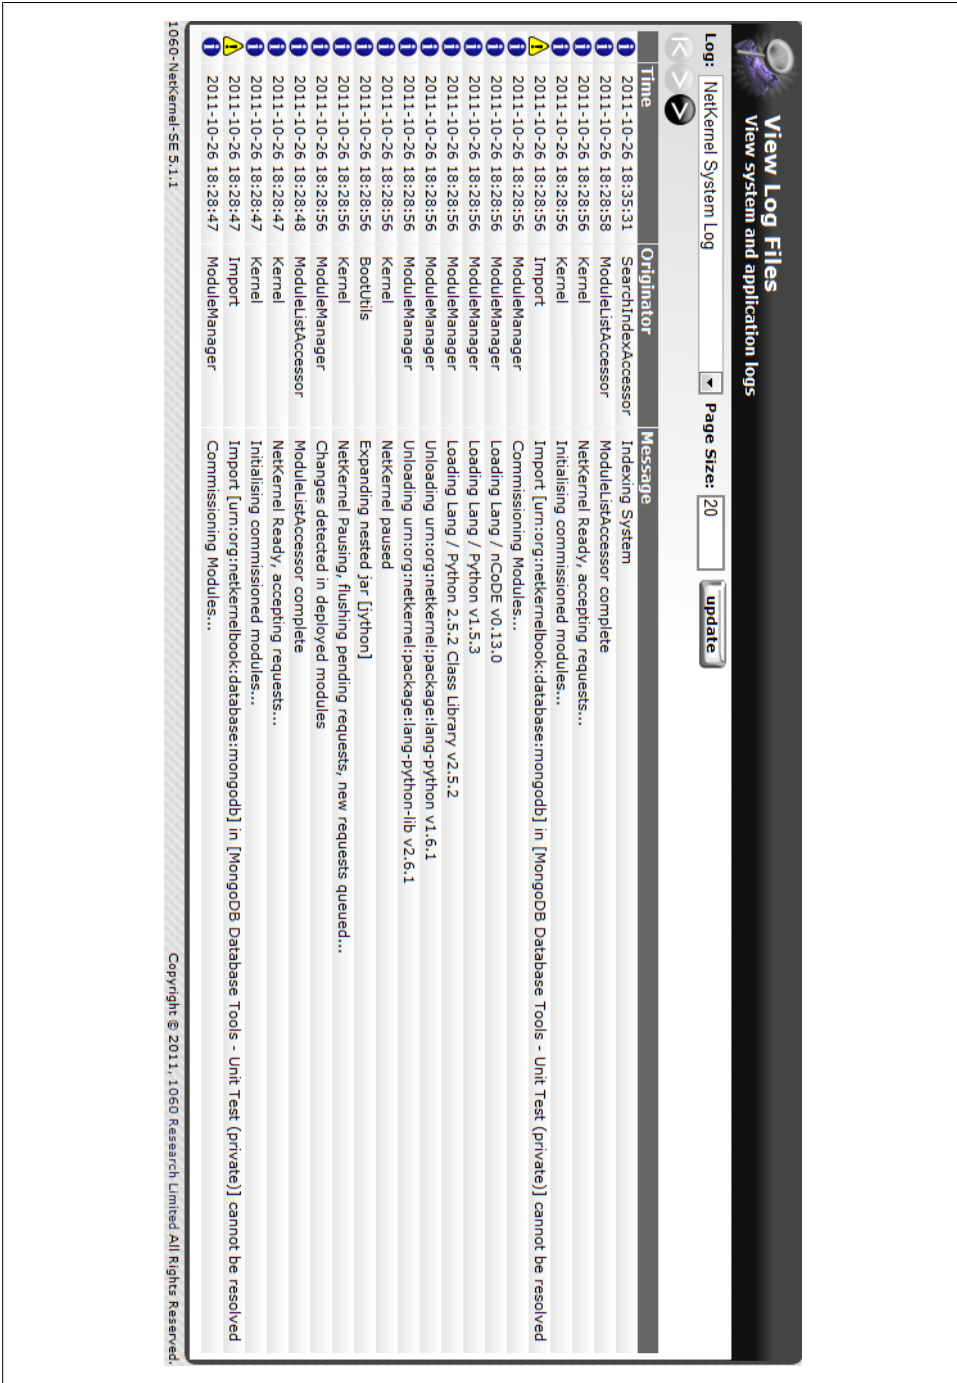 View Log Files
View system and application logs
Log: NetKernel System Log Page Size: 20 update
Time Originator Message
2011-10-26 18:35:31 SearchIndexAccessor Indexing System
2011-10-26 18:28:58 ModuleListAccessor ModuleListAccessor complete
2011-10-26 18:28:56 Kernel NetKernel Ready, accepting requests...
2011-10-26 18:28:56 Kernel Initialising commissioned modules...
2011-10-26 18:28:56 Import Import [urn:org:netkernelbook:database:mongodb] in [MongoDB Database Tools - Unit Test (private)] cannot be resolved
2011-10-26 18:28:56 ModuleManager Commissioning Modules...
2011-10-26 18:28:56 ModuleManager Loading Lang / nCoDE v0.13.0
2011-10-26 18:28:56 ModuleManager Loading Lang / Python v1.5.3
2011-10-26 18:28:56 ModuleManager Loading Lang / Python 2.5.2 Class Library v2.5.2
2011-10-26 18:28:56 ModuleManager Unloading urn:org:netkernel:package:lang-python v1.6.1
2011-10-26 18:28:56 ModuleManager Unloading urn:org:netkernel:package:lang-python-lib v2.6.1
2011-10-26 18:28:56 Kernel NetKernel paused
2011-10-26 18:28:56 BootUtils Expanding nested jar [jython]
2011-10-26 18:28:56 Kernel NetKernel Pausing, flushing pending requests, new requests queued...
2011-10-26 18:28:56 ModuleManager Changes detected in deployed modules
2011-10-26 18:28:48 ModuleListAccessor ModuleListAccessor complete
2011-10-26 18:28:47 Kernel NetKernel Ready, accepting requests...
2011-10-26 18:28:47 Kernel Initialising commissioned modules...
2011-10-26 18:28:47 Import Import [urn:org:netkernelbook:database:mongodb] in [MongoDB Database Tools - Unit Test (private)] cannot be resolved
2011-10-26 18:28:47 ModuleManager Commissioning Modules...
1060-NetKernel-SE 5.1.1 Copyright © 2011, 1060 Research Limited All Rights Reserved.